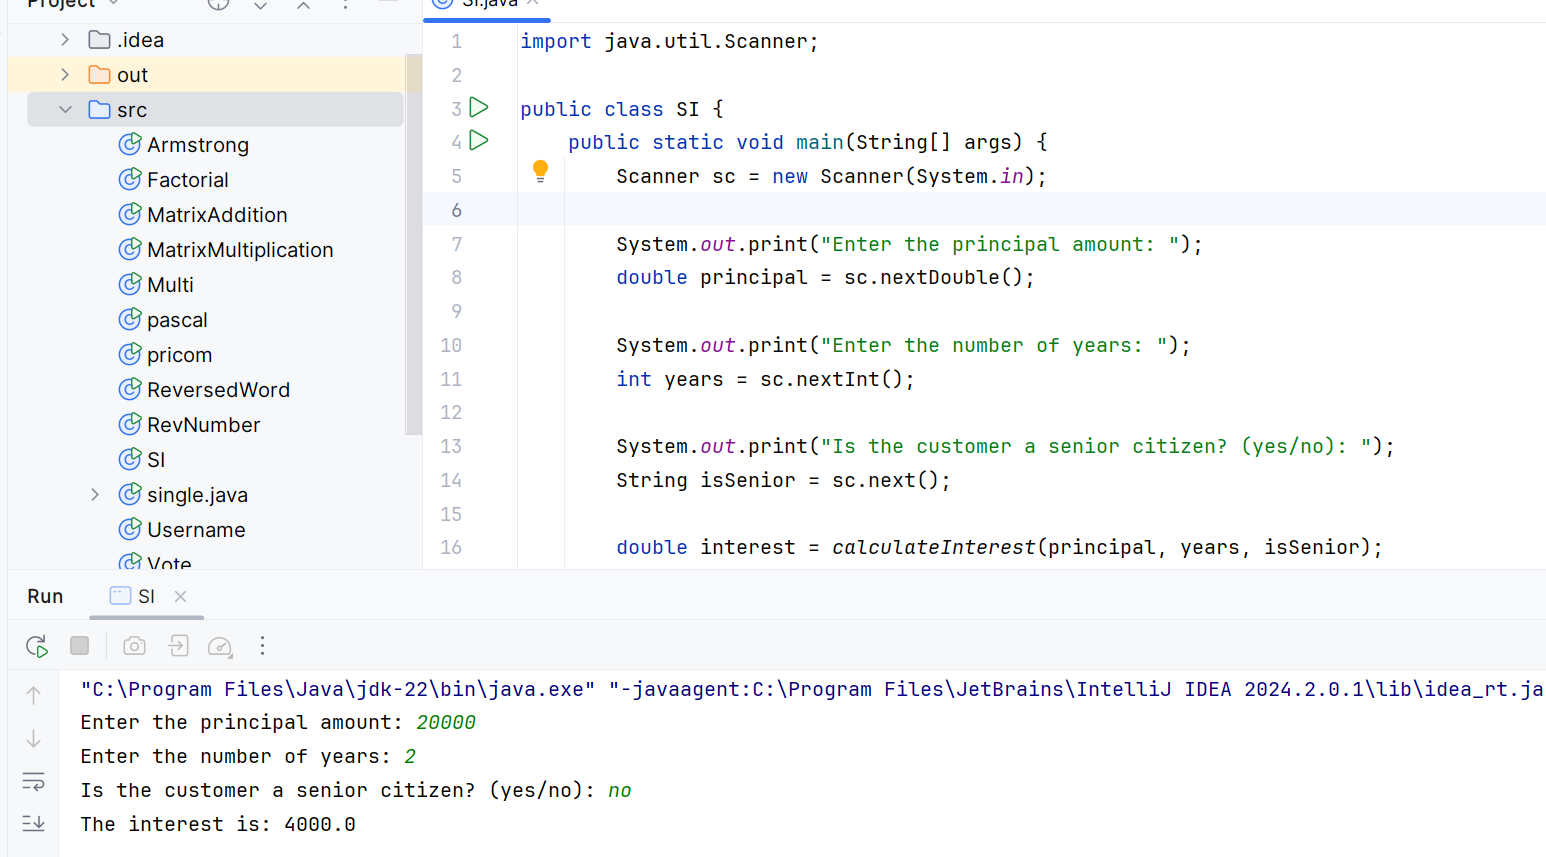 Project
SI.java
.idea
out
src
Armstrong
Factorial
MatrixAddition
MatrixMultiplication
Multi
pascal
pricom
ReversedWord
RevNumber
SI
single.java
Username
Vote
1 import java.util.Scanner;
2
3 public class SI {
4 public static void main(String[] args) {
5 Scanner sc = new Scanner(System.in);
6
7 System.out.print("Enter the principal amount: ");
8 double principal = sc.nextDouble();
9
10 System.out.print("Enter the number of years: ");
11 int years = sc.nextInt();
12
13 System.out.print("Is the customer a senior citizen? (yes/no): ");
14 String isSenior = sc.next();
15
16 double interest = calculateInterest(principal, years, isSenior);
Run SI
"C:\Program Files\Java\jdk-22\bin\java.exe" "-javaagent:C:\Program Files\JetBrains\IntelliJ IDEA 2024.2.0.1\lib\idea_rt.ja
Enter the principal amount: 20000
Enter the number of years: 2
Is the customer a senior citizen? (yes/no): no
The interest is: 4000.0